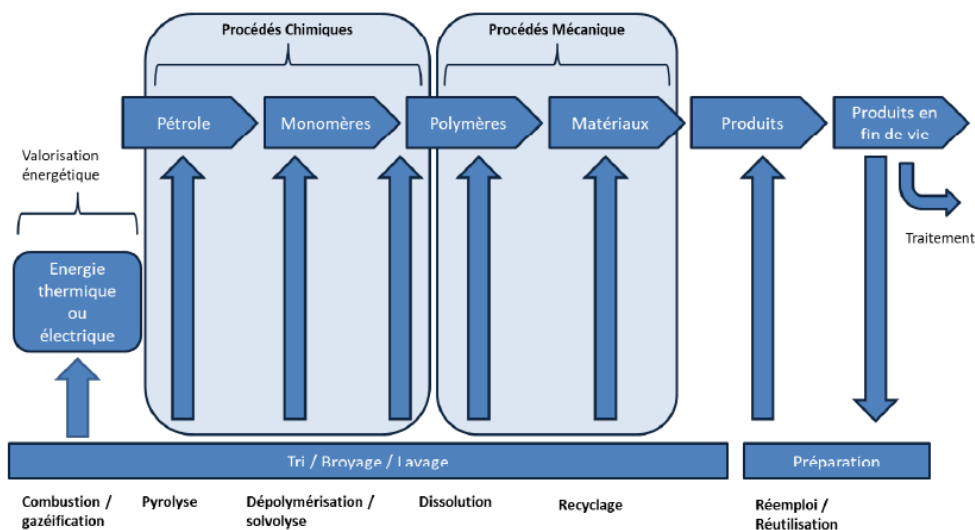 Procédés Chimiques
Procédés Mécanique
Pétrole
Monomères
Polymères
Matériaux
Produits
Produits en
fin de vie
Valorisation
énergétique
Traitement
Energie
thermique
ou
électrique
Tri / Broyage / Lavage
Préparation
Combustion /
gazéification
Pyrolyse
Dépolymérisation /
solvolyse
Dissolution
Recyclage
Réemploi /
Réutilisation